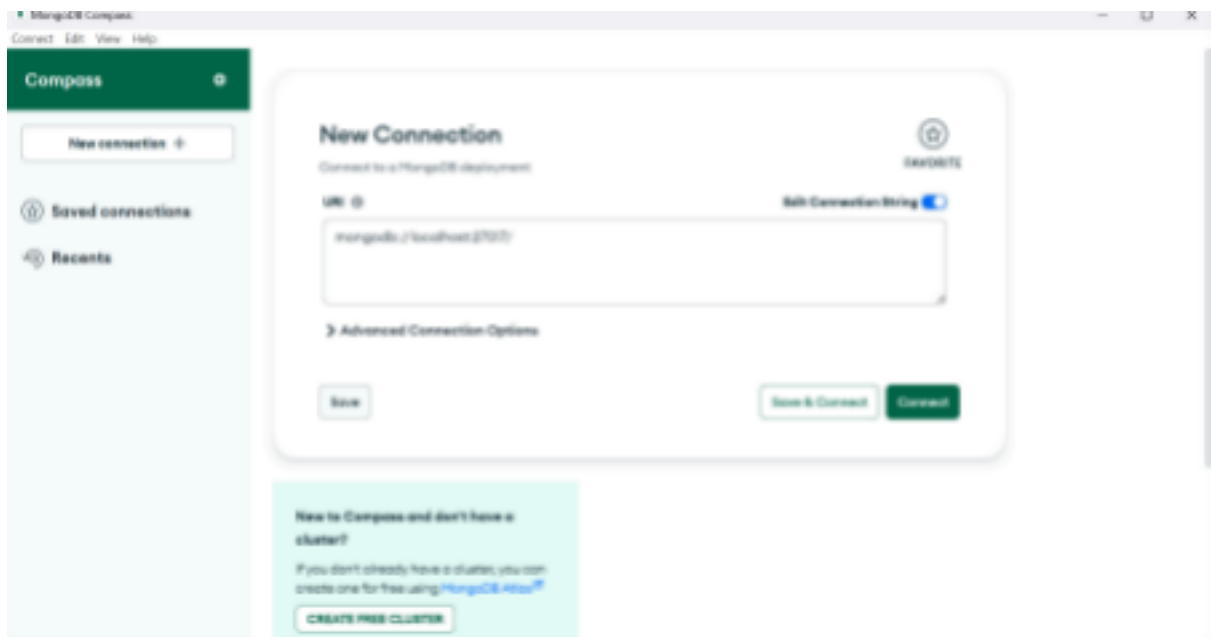 MongoDB Compass
Connect Edit View Help
Compass
New connection +
Saved connections
Recents
New Connection
Connect to a MongoDB deployment
FAVORITE
URI
Edit Connection String
mongodb://localhost:27017/
Advanced Connection Options
Save
Save & Connect
Connect
New to Compass and don't have a
cluster?
If you don't already have a cluster, you can
create one for free using MongoDB Atlas
CREATE FREE CLUSTER